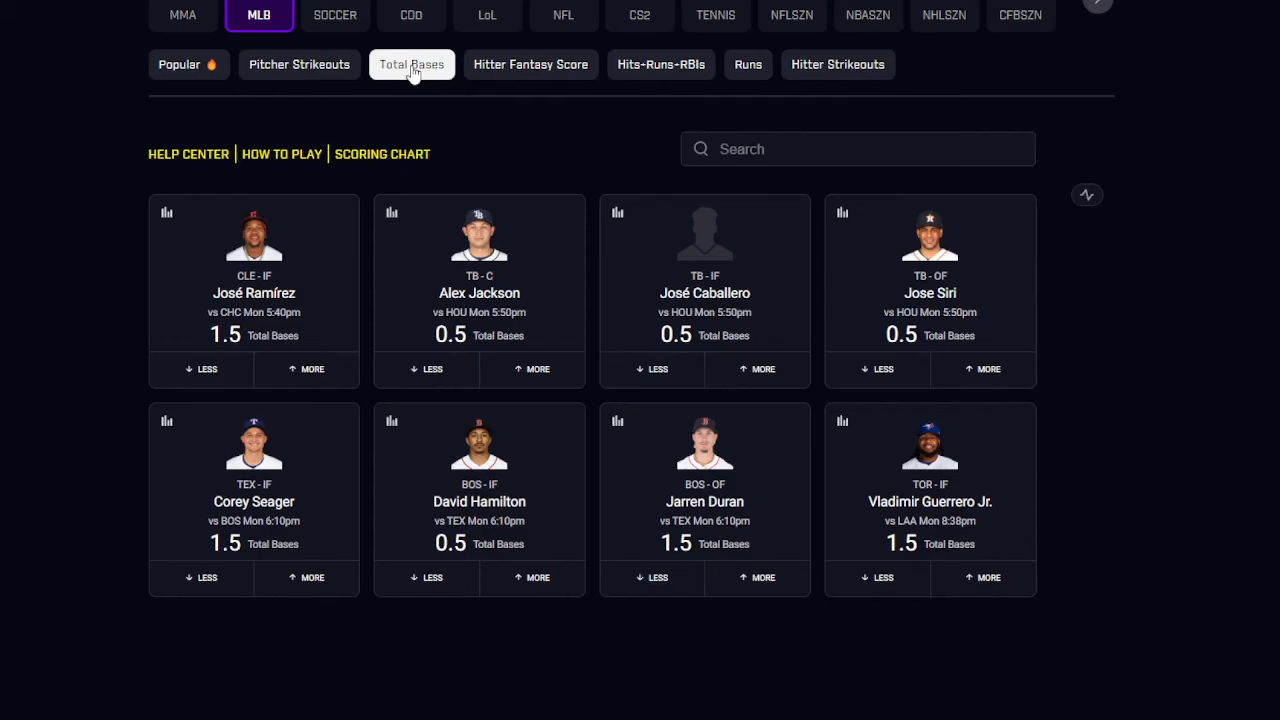 MMA MLB SOCCER COD LoL NFL CS2 TENNIS NFLSZN NBASZN NHLSZN CFBSZN
Popular Pitcher Strikeouts Total Bases Hitter Fantasy Score Hits+Runs+RBIs Runs Hitter Strikeouts
HELP CENTER HOW TO PLAY SCORING CHART Search
CLE - IF
José Ramírez
vs CHC Mon 5:40pm
1.5 Total Bases
LESS MORE
TB - C
Alex Jackson
vs HOU Mon 5:50pm
0.5 Total Bases
LESS MORE
TB - IF
José Caballero
vs HOU Mon 5:50pm
0.5 Total Bases
LESS MORE
TB - OF
Jose Siri
vs HOU Mon 5:50pm
0.5 Total Bases
LESS MORE
TEX - IF
Corey Seager
vs BOS Mon 6:10pm
1.5 Total Bases
LESS MORE
BOS - IF
David Hamilton
vs TEX Mon 6:10pm
0.5 Total Bases
LESS MORE
BOS - OF
Jarren Duran
vs TEX Mon 6:10pm
1.5 Total Bases
LESS MORE
TOR - IF
Vladimir Guerrero Jr.
vs LAA Mon 8:38pm
1.5 Total Bases
LESS MORE